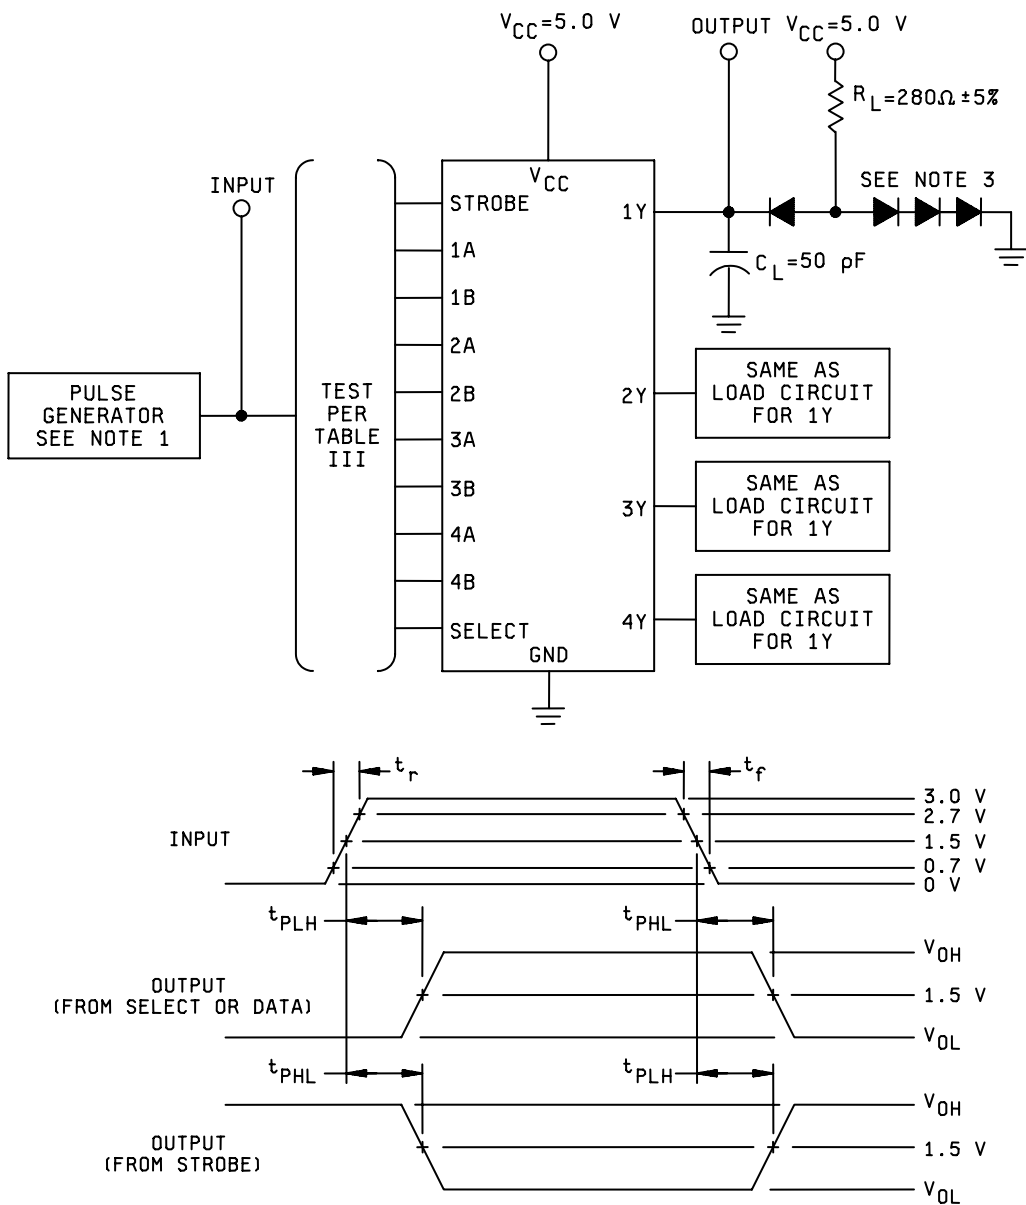 V_CC=5.0 V
OUTPUT
V_CC=5.0 V
R_L=280Ω±5%
INPUT
V_CC
SEE NOTE 3
STROBE
1Y
1A
C_L=50 pF
1B
2A
PULSE
GENERATOR
SEE NOTE 1
TEST
PER
TABLE
III
2B
2Y
SAME AS
LOAD CIRCUIT
FOR 1Y
3A
3B
3Y
SAME AS
LOAD CIRCUIT
FOR 1Y
4A
4B
4Y
SAME AS
LOAD CIRCUIT
FOR 1Y
SELECT
GND
t_r
t_f
INPUT
3.0 V
2.7 V
1.5 V
0.7 V
0 V
t_PLH
t_PHL
OUTPUT
(FROM SELECT OR DATA)
V_OH
1.5 V
V_OL
t_PHL
t_PLH
OUTPUT
(FROM STROBE)
V_OH
1.5 V
V_OL